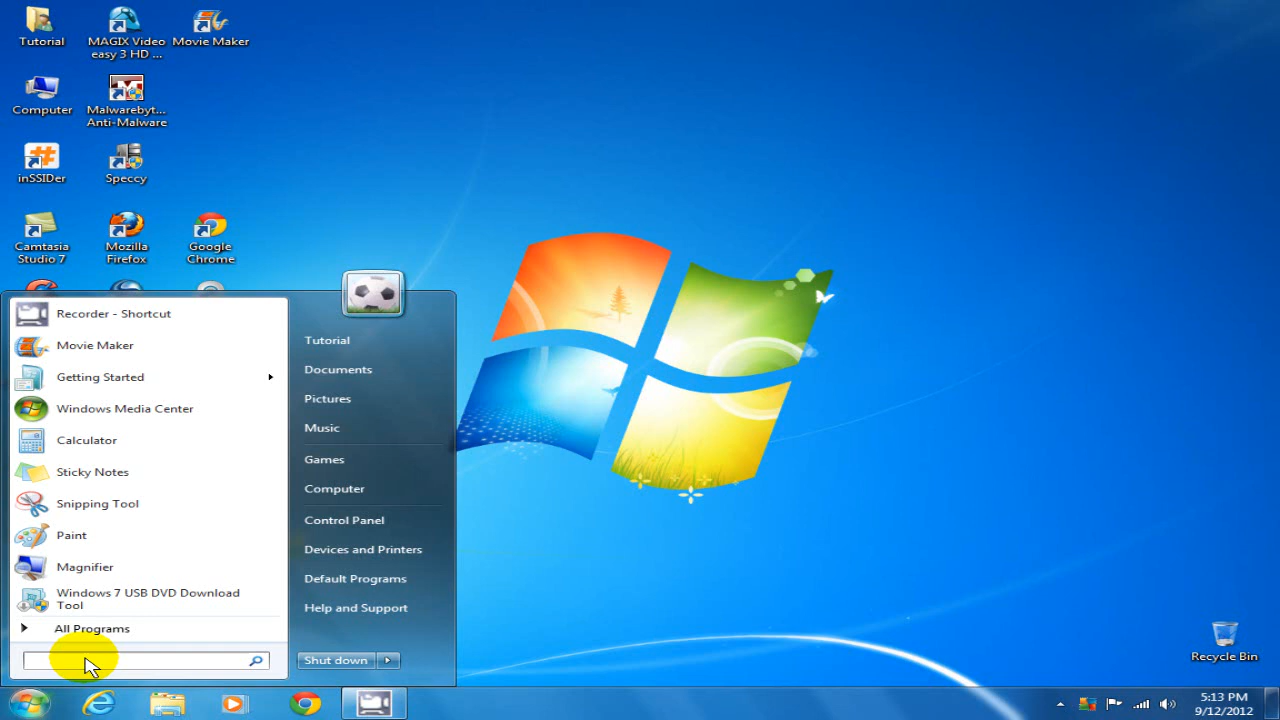 Tutorial
MAGIX Video
easy 3 HD ...
Movie Maker
Computer
Malwarebyt...
Anti-Malware
inSSIDer
Speccy
Camtasia
Studio 7
Mozilla
Firefox
Google
Chrome
Recorder - Shortcut
Movie Maker
Getting Started
Windows Media Center
Calculator
Sticky Notes
Snipping Tool
Paint
Magnifier
Windows 7 USB DVD Download
Tool
All Programs
Tutorial
Documents
Pictures
Music
Games
Computer
Control Panel
Devices and Printers
Default Programs
Help and Support
Shut down
Recycle Bin
5:13 PM
9/12/2012